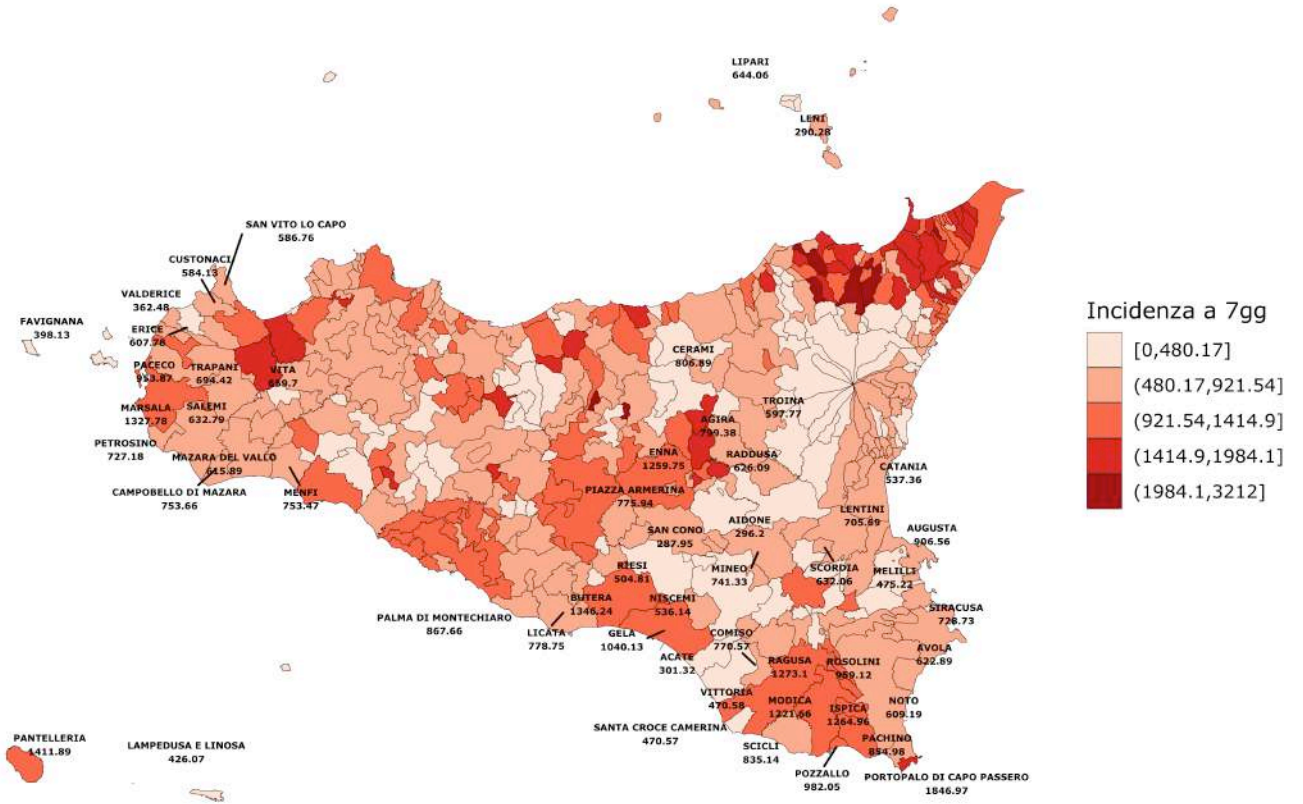 LIPARI
644.06
LENI
290.28
SAN VITO LO CAPO
586.76
CUSTONACI
584.13
VALDERICE
362.48
FAVIGNANA
398.13
ERICE
607.78
PACECO
953.87
TRAPANI
694.42
VITA
659.7
MARSALA
1327.78
SALEMI
632.79
PETROSINO
727.18
MAZARA DEL VALLO
615.89
CAMPOBELLO DI MAZARA
753.66
MENFI
753.47
CERAMI
806.89
TROINA
597.77
AGIRA
799.38
ENNA
1259.75
RADDUSA
626.09
CATANIA
537.36
PIAZZA ARMERINA
775.94
LENTINI
705.69
AIDONE
296.2
SAN CONO
287.95
AUGUSTA
906.56
RIESI
504.81
MINEO
741.33
SCORDIA
632.06
MELILLI
475.22
BUTERA
1346.24
NISCEMI
536.14
SIRACUSA
728.73
PALMA DI MONTECHIARO
867.66
LICATA
778.75
GELA
1040.13
COMISO
770.57
ACATE
301.32
AVOLA
622.89
RAGUSA
1273.1
ROSOLINI
959.12
VITTORIA
470.58
MODICA
1221.66
ISPICA
1264.96
NOTO
609.19
SANTA CROCE CAMERINA
470.57
SCICLI
835.14
PACHINO
854.98
POZZALLO
982.05
PORTOPALO DI CAPO PASSERO
1846.97
PANTELLERIA
1411.89
LAMPEDUSA E LINOSA
426.07
Incidenza a 7gg
[0,480.17]
(480.17,921.54]
(921.54,1414.9]
(1414.9,1984.1]
(1984.1,3212]